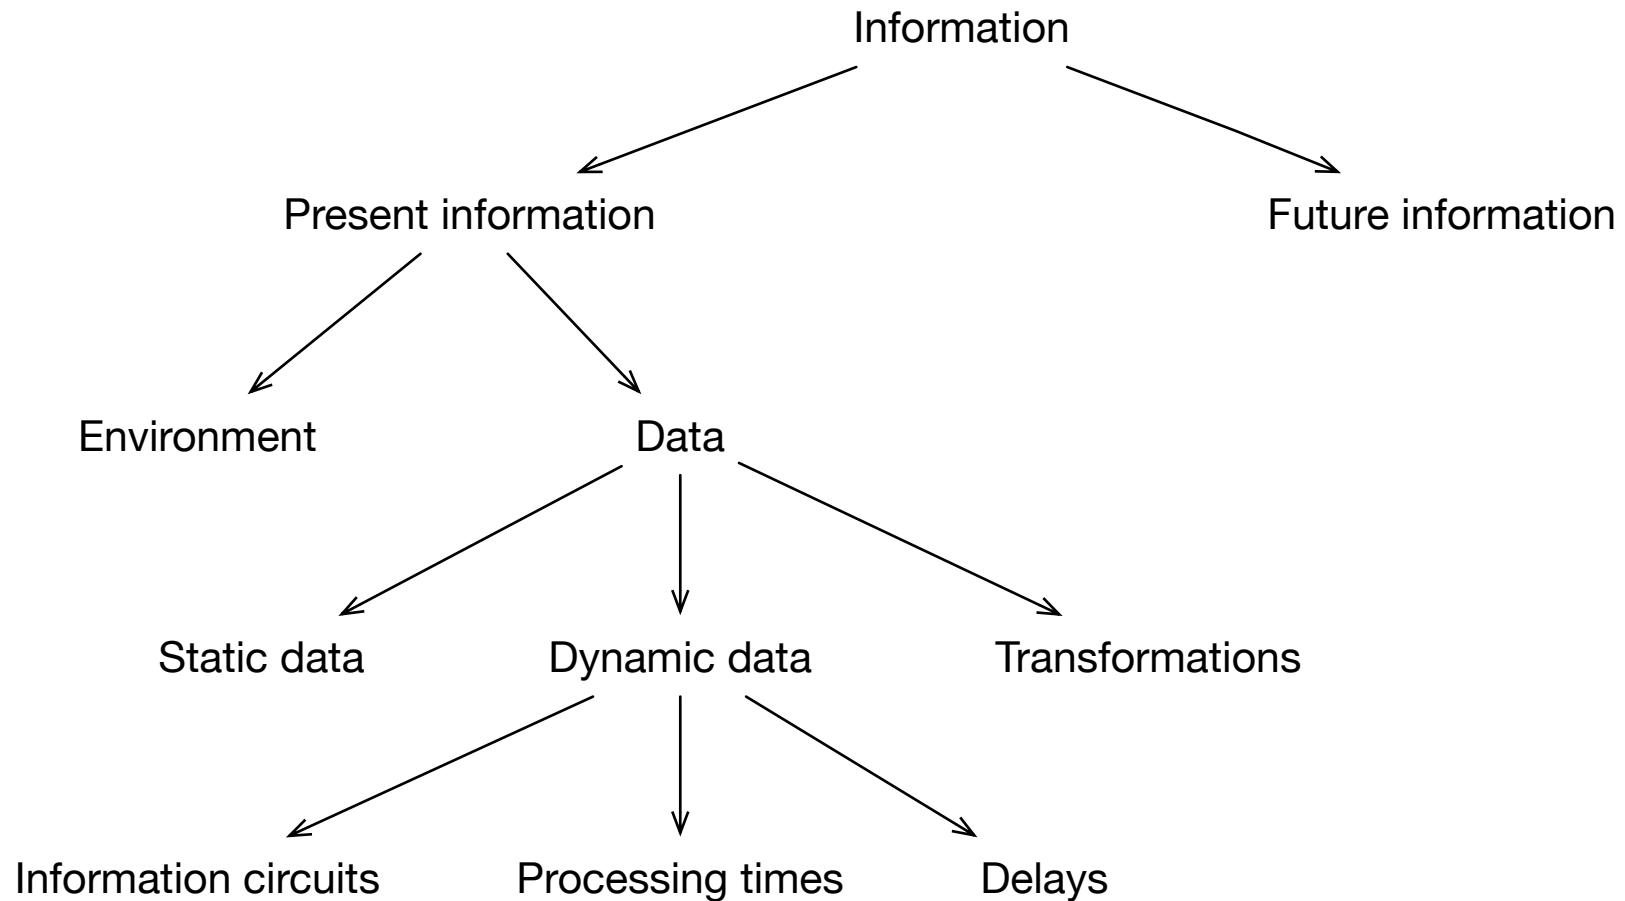 Information
Present information
Future information
Environment
Data
Static data
Dynamic data
Transformations
Information circuits
Processing times
Delays